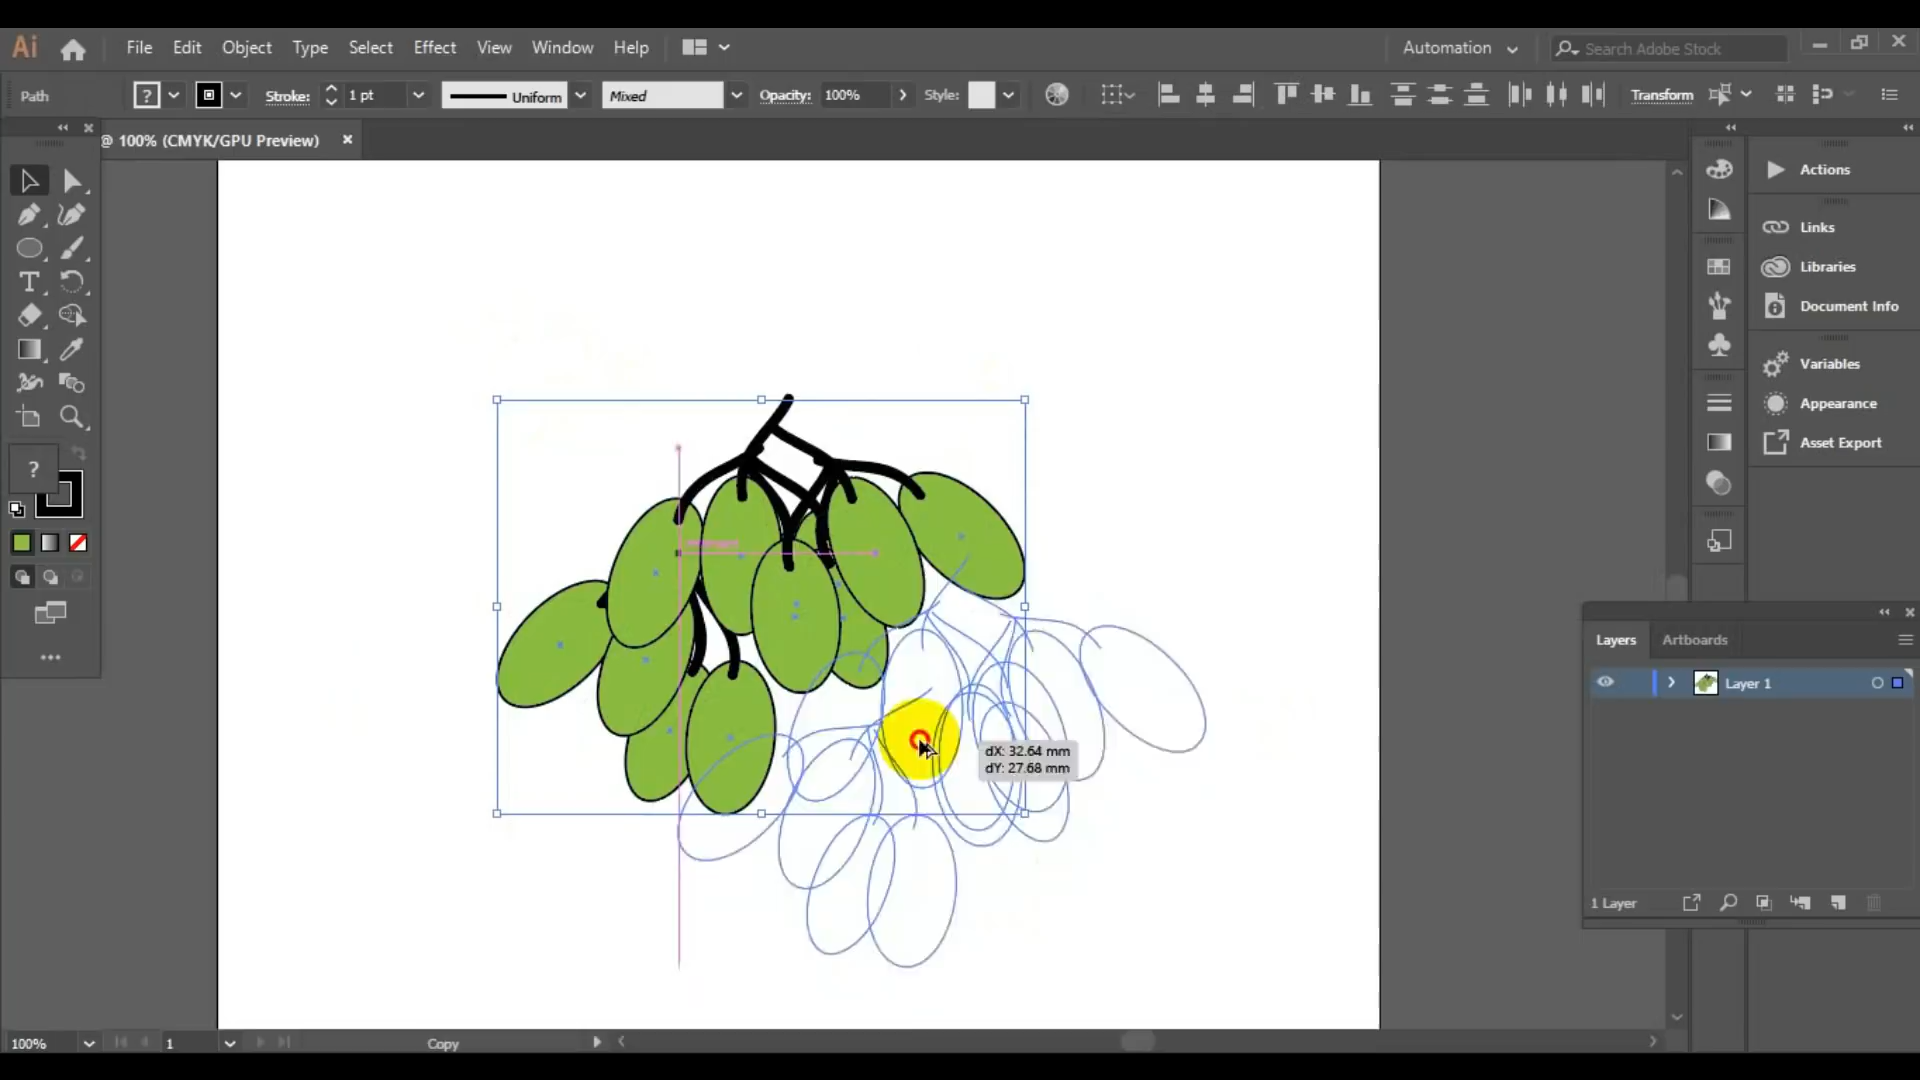 Ai File Edit Object Type Select Effect View Window Help Automation Search Adobe Stock
Path ? Stroke: 1 pt Uniform Mixed Opacity: 100% Style: Transform
@ 100% (CMYK/GPU Preview)
Actions
Links
Libraries
Document Info
Variables
Appearance
Asset Export
T
?
dX: 32.64 mm
dY: 27.68 mm
Layers Artboards
Layer 1
1 Layer
100% 1 Copy